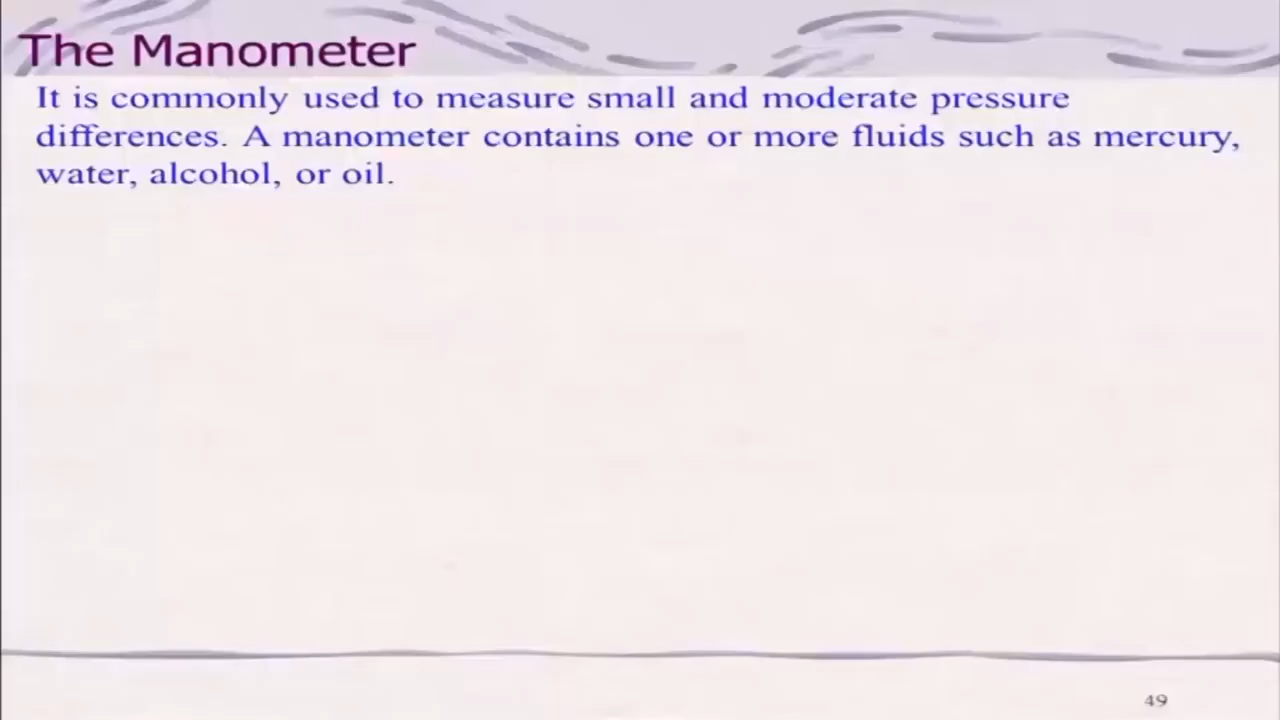 The Manometer
It is commonly used to measure small and moderate pressure
differences. A manometer contains one or more fluids such as mercury,
water, alcohol, or oil.
49